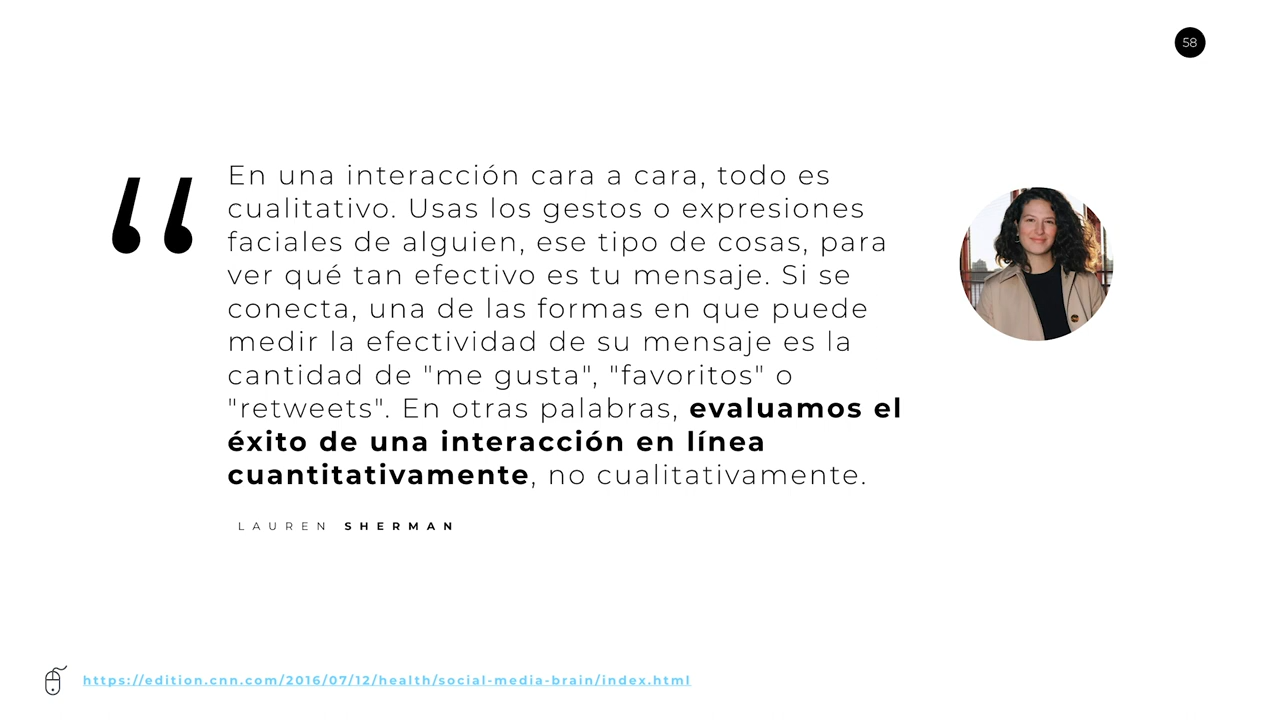 58
“
En una interacción cara a cara, todo es
cualitativo. Usas los gestos o expresiones
faciales de alguien, ese tipo de cosas, para
ver qué tan efectivo es tu mensaje. Si se
conecta, una de las formas en que puede
medir la efectividad de su mensaje es la
cantidad de "me gusta", "favoritos" o
"retweets". En otras palabras, evaluamos el
éxito de una interacción en línea
cuantitativamente, no cualitativamente.
LAUREN SHERMAN
https://edition.cnn.com/2016/07/12/health/social-media-brain/index.html